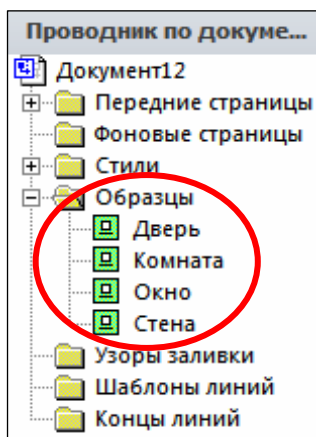 Проводник по докуме...
Документ12
Передние страницы
Фоновые страницы
Стили
Образцы
Дверь
Комната
Окно
Стена
Узоры заливки
Шаблоны линий
Концы линий